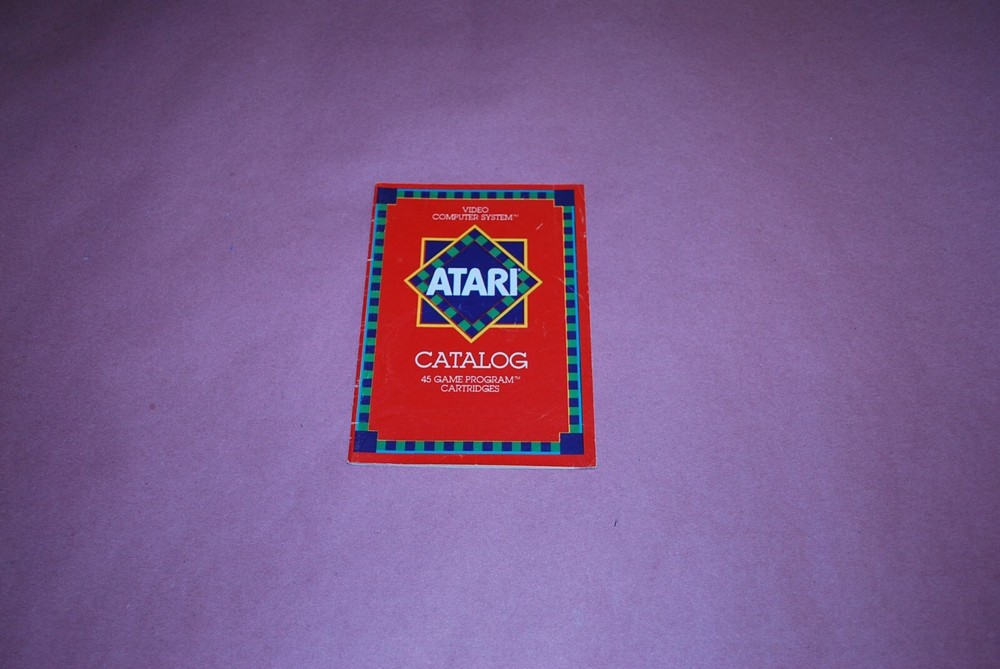 VIDEO
COMPUTER SYSTEM™
ATARI®
CATALOG
45 GAME PROGRAM™
CARTRIDGES